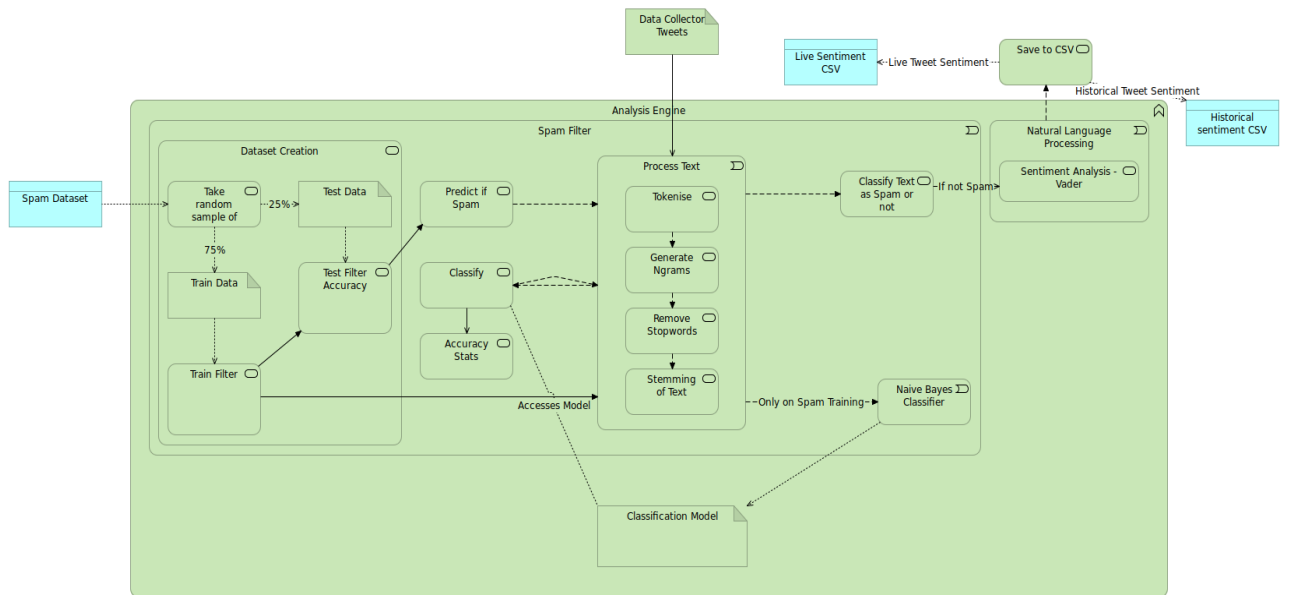 Data Collector
Tweets
Live Sentiment
CSV
Live Tweet Sentiment
Save to CSV
Historical Tweet Sentiment
Historical
sentiment CSV
Analysis Engine
Spam Filter
Natural Language
Processing
Sentiment Analysis -
Vader
Dataset Creation
Spam Dataset
Take
random
sample of
25%
Test Data
75%
Train Data
Test Filter
Accuracy
Train Filter
Predict if
Spam
Classify
Accuracy
Stats
Accesses Model
Process Text
Tokenise
Generate
Ngrams
Remove
Stopwords
Stemming
of Text
Classify Text
as Spam or
not
If not Spam
Only on Spam Training
Naive Bayes
Classifier
Classification Model